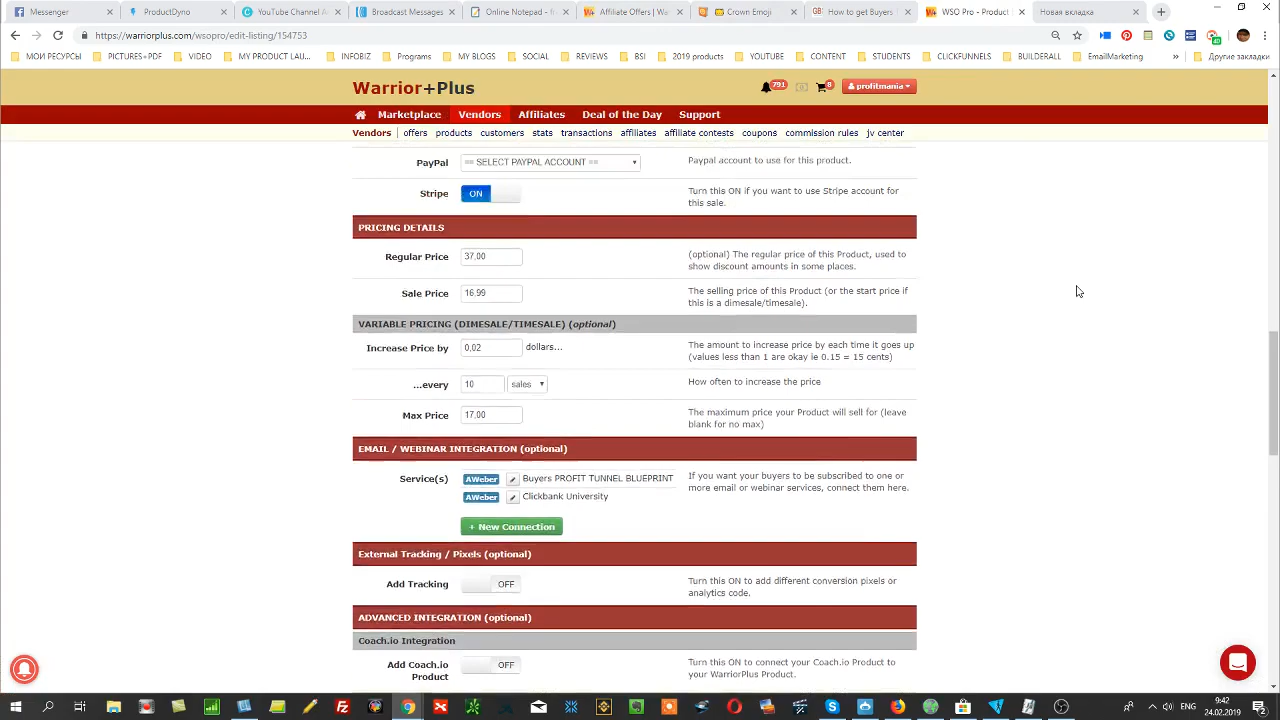 Messenger
ProductDyno
YouTube Channel A
Broadcast Messages
Online Notepad - fr
Affiliate Offers | Wa
Crown Emoji
How to get Buyers
WSO Pro - Product
Новая вкладка
https://warriorplus.com/wsopro/edit-listing/154753
МОИ РЕСУРСЫ
PICTURES+PDF
VIDEO
MY PRODUCT LAU...
INFOBIZ
Programs
MY BLOGS
SOCIAL
REVIEWS
BSI
2019 products
YOUTUBE
CONTENT
STUDENTS
CLICKFUNNELS
BUILDERALL
EmailMarketing
»
Другие закладки
Warrior+Plus
791
8
profitmania
Marketplace
Vendors
Affiliates
Deal of the Day
Support
Vendors
offers
products
customers
stats
transactions
affiliates
affiliate contests
coupons
commission rules
jv center
PayPal
== SELECT PAYPAL ACCOUNT ==
Paypal account to use for this product.
Stripe
ON
Turn this ON if you want to use Stripe account for
this sale.
PRICING DETAILS
Regular Price
37.00
(optional) The regular price of this Product, used to
show discount amounts in some places.
Sale Price
16.99
The selling price of this Product (or the start price if
this is a dimesale/timesale).
VARIABLE PRICING (DIMESALE/TIMESALE) (optional)
Increase Price by
0.02
dollars...
The amount to increase price by each time it goes up
(values less than 1 are okay ie 0.15 = 15 cents)
...every
10
sales
How often to increase the price
Max Price
17.00
The maximum price your Product will sell for (leave
blank for no max)
EMAIL / WEBINAR INTEGRATION (optional)
Service(s)
AWeber
Buyers PROFIT TUNNEL BLUEPRINT
AWeber
Clickbank University
If you want your buyers to be subscribed to one or
more email or webinar services, connect them here.
+ New Connection
External Tracking / Pixels (optional)
Add Tracking
OFF
Turn this ON to add different conversion pixels or
analytics code.
ADVANCED INTEGRATION (optional)
Coach.io Integration
Add Coach.io
Product
OFF
Turn this ON to connect your Coach.io Product to
your WarriorPlus Product.
9:42
24.02.2019